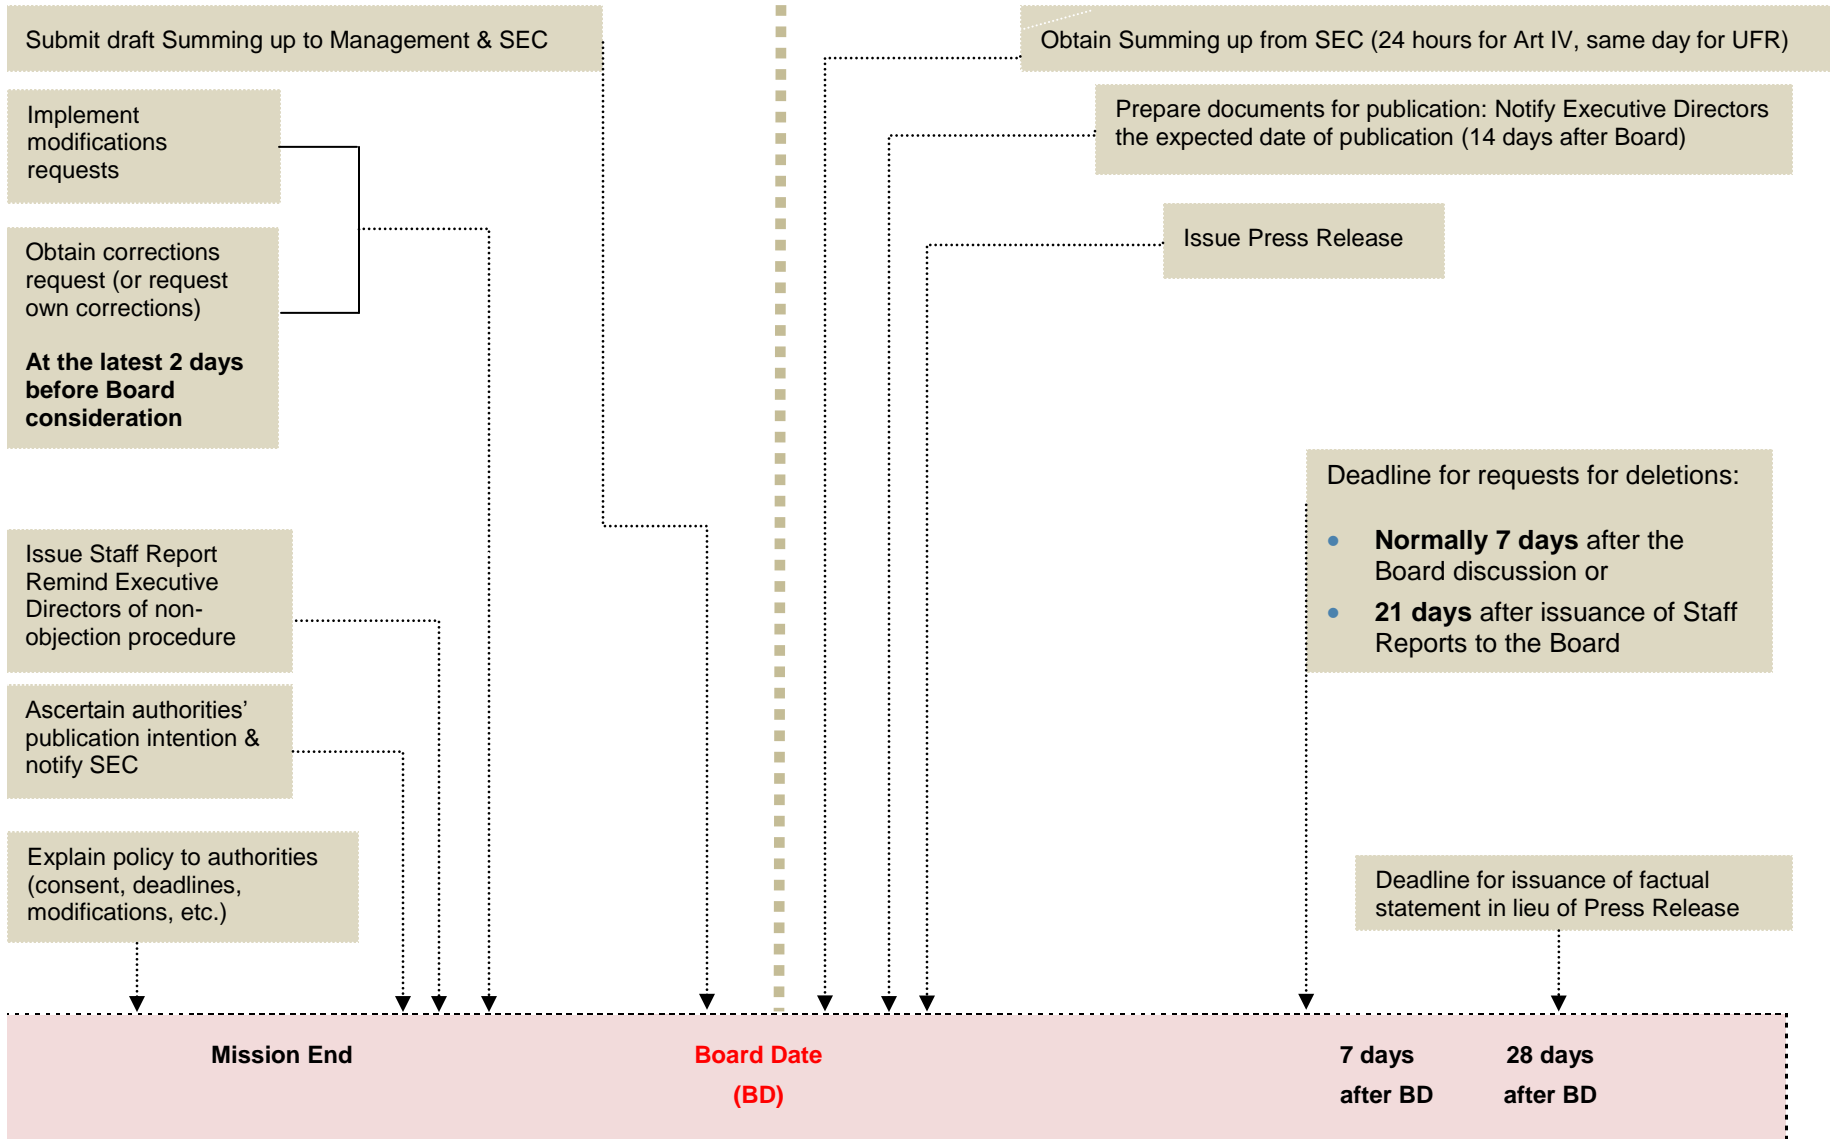 Submit draft Summing up to Management & SEC
Implement
modifications
requests
Obtain corrections
request (or request
own corrections)
At the latest 2 days
before Board
consideration
Issue Staff Report
Remind Executive
Directors of non-
objection procedure
Ascertain authorities’
publication intention &
notify SEC
Explain policy to authorities
(consent, deadlines,
modifications, etc.)
Obtain Summing up from SEC (24 hours for Art IV, same day for UFR)
Prepare documents for publication: Notify Executive Directors
the expected date of publication (14 days after Board)
Issue Press Release
Deadline for requests for deletions:
• Normally 7 days after the
Board discussion or
• 21 days after issuance of Staff
Reports to the Board
Deadline for issuance of factual
statement in lieu of Press Release
Mission End
Board Date
(BD)
7 days
after BD
28 days
after BD